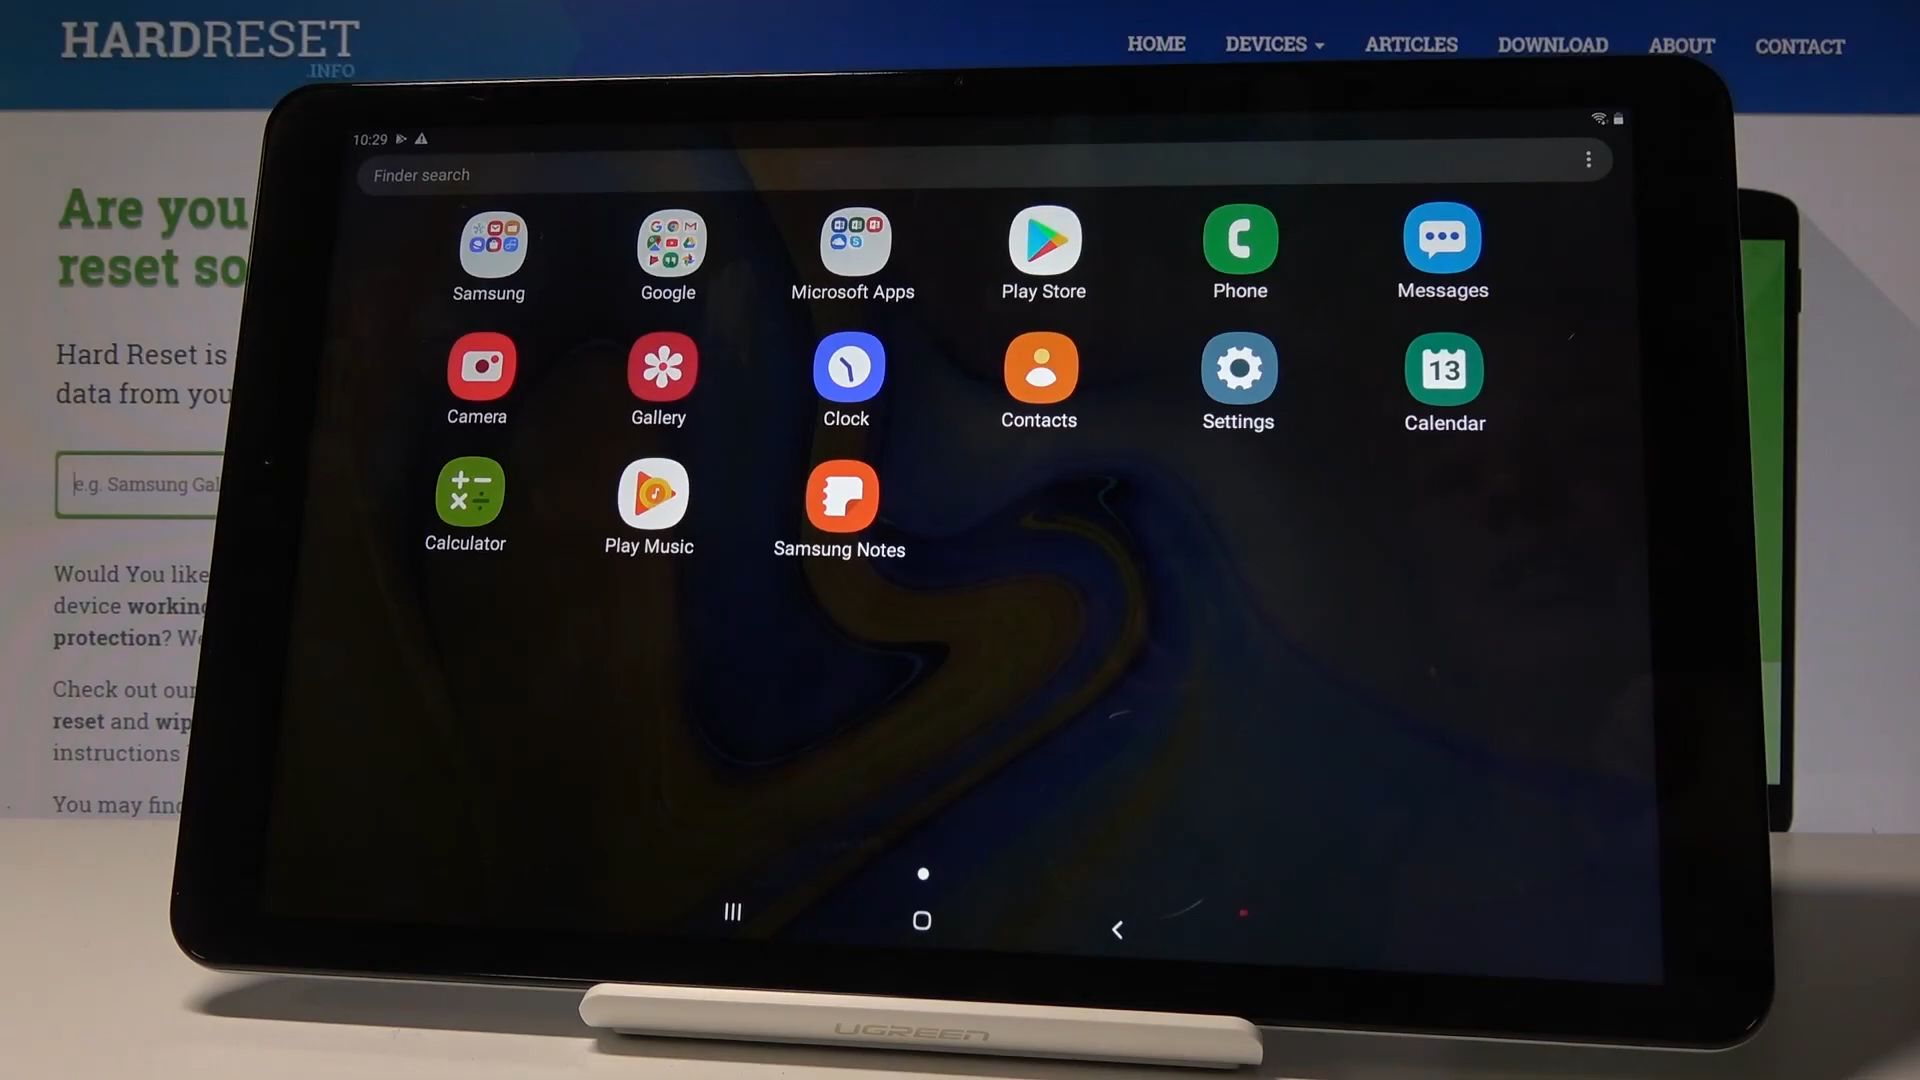 HARDRESET
.INFO
HOME DEVICES ARTICLES DOWNLOAD ABOUT CONTACT
Are you
reset so
Hard Reset is
data from you
e.g. Samsung Gal
Would You like
device working
protection? We
Check out our
reset and wip
instructions
You may find
10:29
Finder search
Samsung Google Microsoft Apps Play Store Phone Messages
Camera Gallery Clock Contacts Settings Calendar
13
Calculator Play Music Samsung Notes
UGREEN